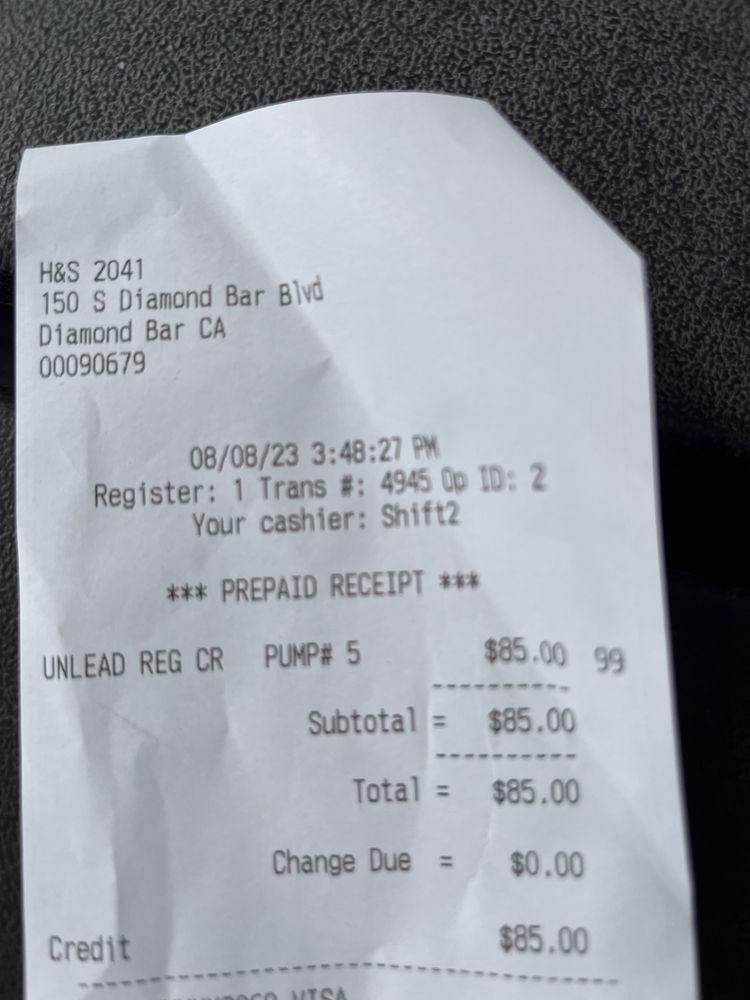 H&S 2041
150 S Diamond Bar Blvd
Diamond Bar CA
00090679
08/08/23 3:48:27 PM
Register: 1 Trans #: 4945 Op ID: 2
Your cashier: Shift2
*** PREPAID RECEIPT ***
UNLEAD REG CR PUMP# 5 $85.00 99
----------
Subtotal = $85.00
-----------
Total = $85.00
Change Due = $0.00
Credit $85.00
----------------------------------------
VISA